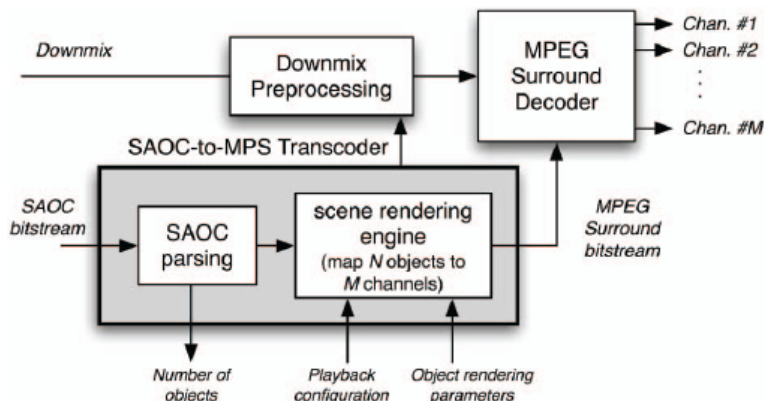 Downmix
Downmix
Preprocessing
MPEG
Surround
Decoder
Chan. #1
Chan. #2
Chan. #M
SAOC-to-MPS Transcoder
SAOC
bitstream
SAOC
parsing
scene rendering
engine
(map N objects to
M channels)
MPEG
Surround
bitstream
Number of
objects
Playback
configuration
Object rendering
parameters